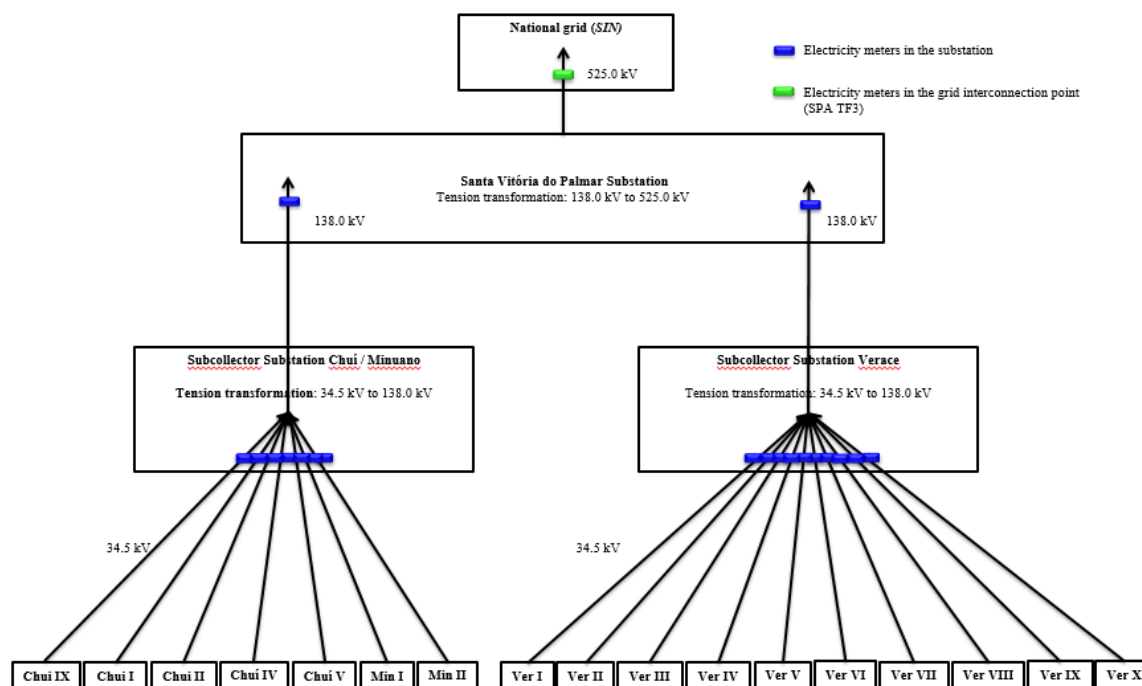 National grid (SIN)
525.0 kV
Electricity meters in the substation
Electricity meters in the grid interconnection point
(SPA TF3)
Santa Vitória do Palmar Substation
Tension transformation: 138.0 kV to 525.0 kV
138.0 kV
138.0 kV
Subcollector Substation Chuí / Minuano
Tension transformation: 34.5 kV to 138.0 kV
Subcollector Substation Verace
Tension transformation: 34.5 kV to 138.0 kV
34.5 kV
34.5 kV
Chui IX
Chui I
Chui II
Chuí IV
Chuí V
Min I
Min II
Ver I
Ver II
Ver III
Ver IV
Ver V
Ver VI
Ver VII
Ver VIII
Ver IX
Ver X